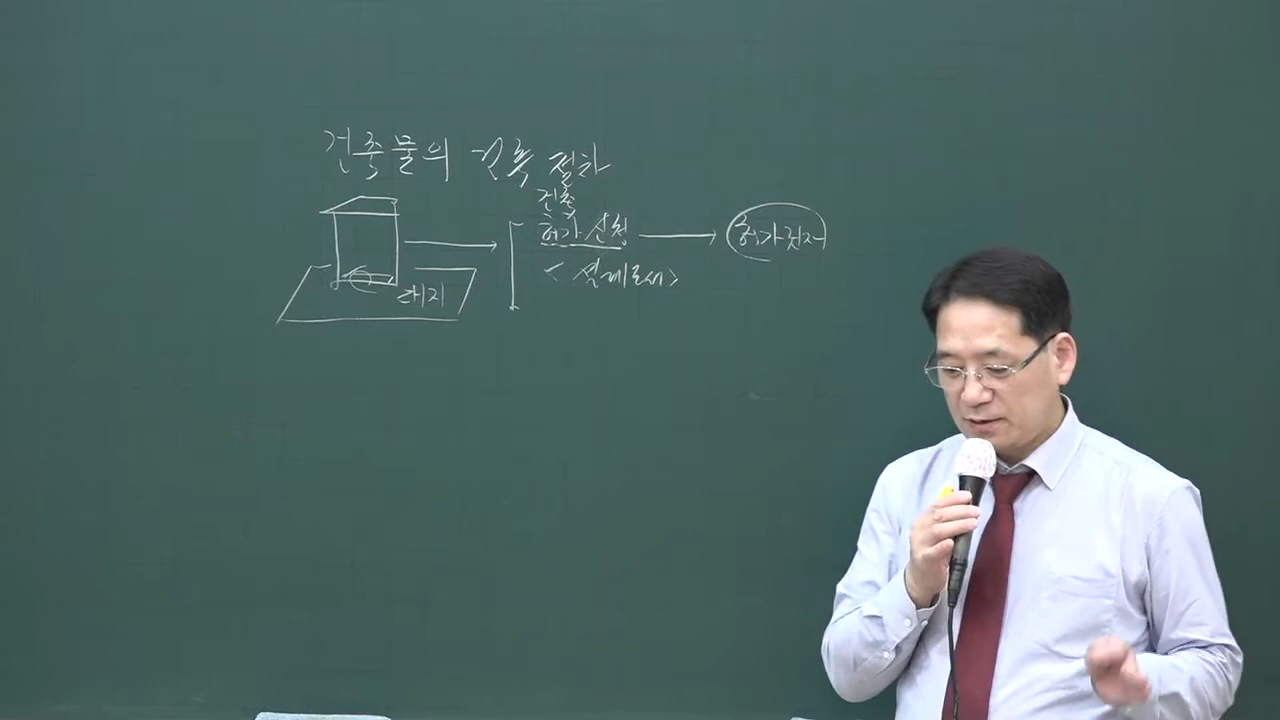 건축물의 건축 절차
건축
허가 신청
허가권자
< 설계도서>
대지